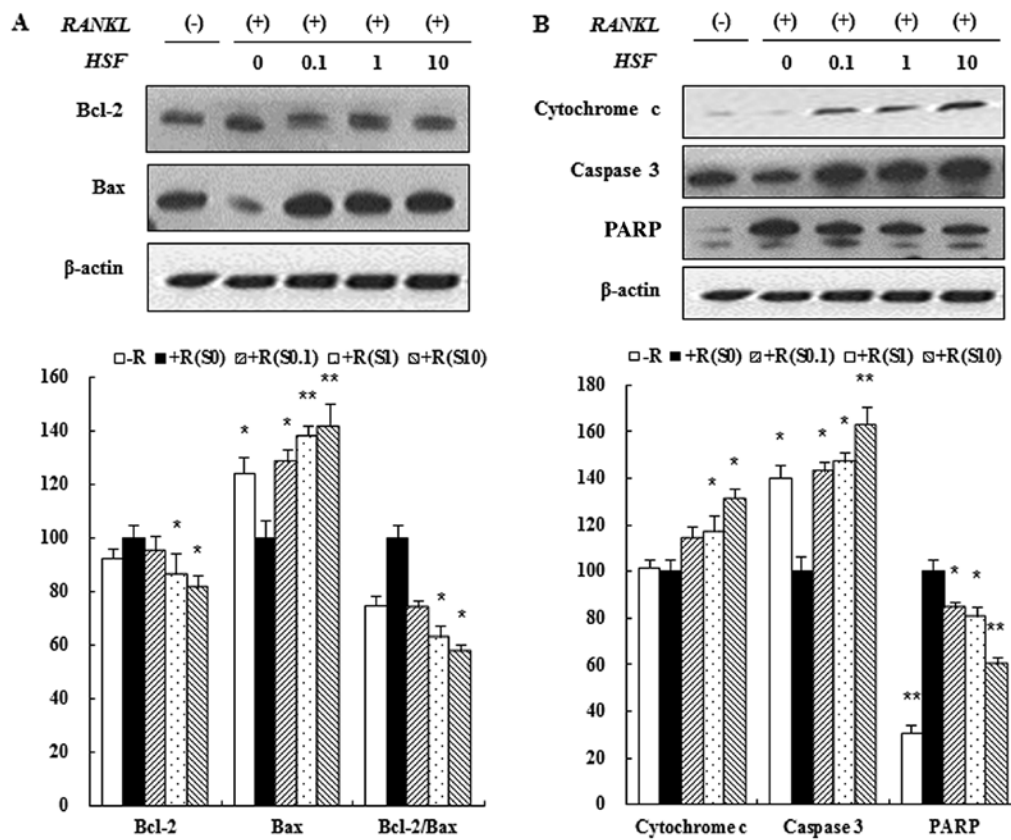 A RANKL (-) (+) (+) (+) (+)
HSF 0 0.1 1 10
Bcl-2
Bax
β-actin
-R +R(S0) +R(S0.1) +R(S1) +R(S10)
160
140
120
100
80
60
40
20
0
* * ** ** * * * *
Bcl-2 Bax Bcl-2/Bax
B RANKL (-) (+) (+) (+) (+)
HSF 0 0.1 1 10
Cytochrome c
Caspase 3
PARP
β-actin
-R +R(S0) +R(S0.1) +R(S1) +R(S10)
180
160
140
120
100
80
60
40
20
0
* * * * * ** ** * * **
Cytochrome c Caspase 3 PARP